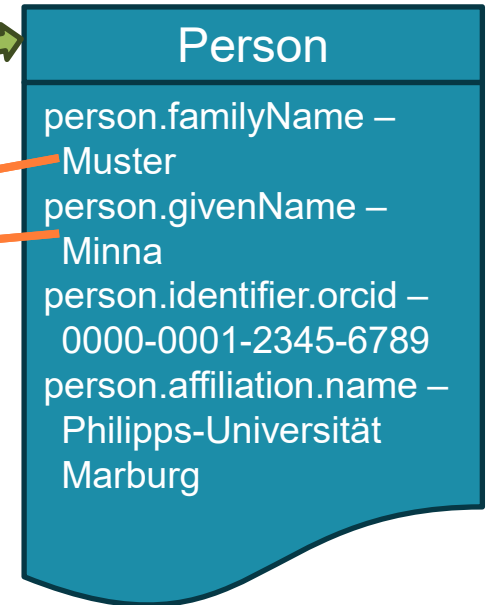 Person
person.familyName –
Muster
person.givenName –
Minna
person.identifier.orcid –
0000-0001-2345-6789
person.affiliation.name –
Philipps-Universität
Marburg